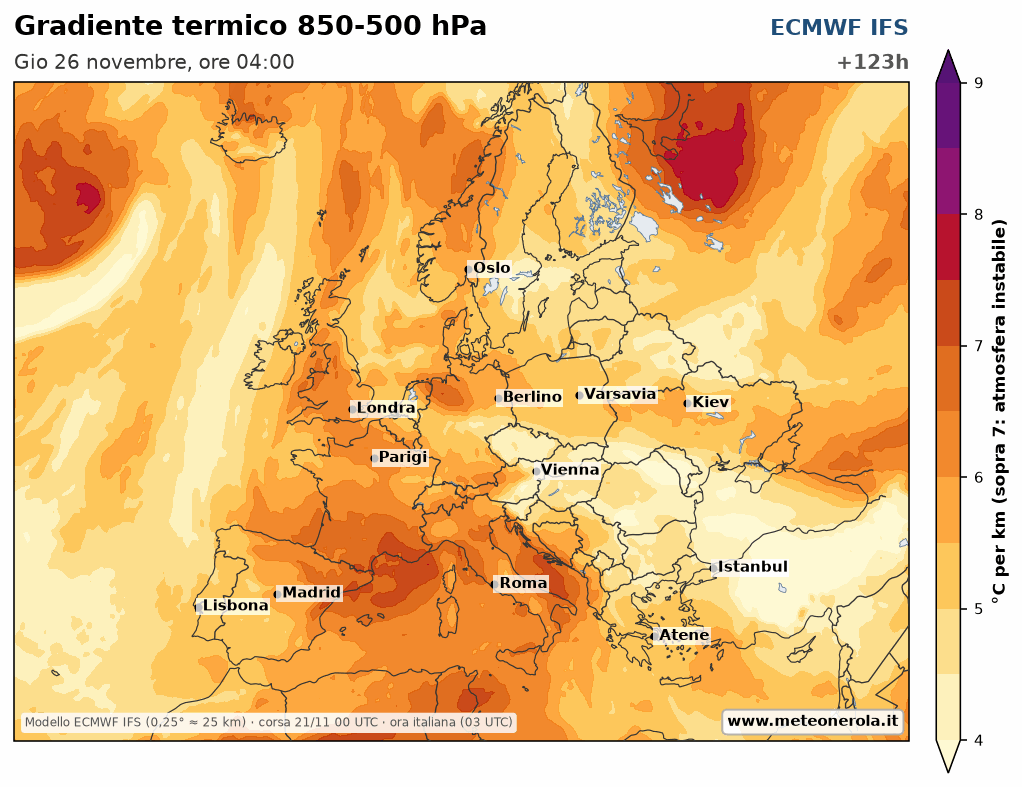 Gradiente termico 850-500 hPa
ECMWF IFS
Gio 26 novembre, ore 04:00
+123h
9
8
7
6
5
4
°C per km (sopra 7: atmosfera instabile)
Oslo
Londra
Berlino
Varsavia
Kiev
Parigi
Vienna
Istanbul
Roma
Madrid
Lisbona
Atene
Modello ECMWF IFS (0,25° ≈ 25 km) · corsa 21/11 00 UTC · ora italiana (03 UTC)
www.meteonerola.it